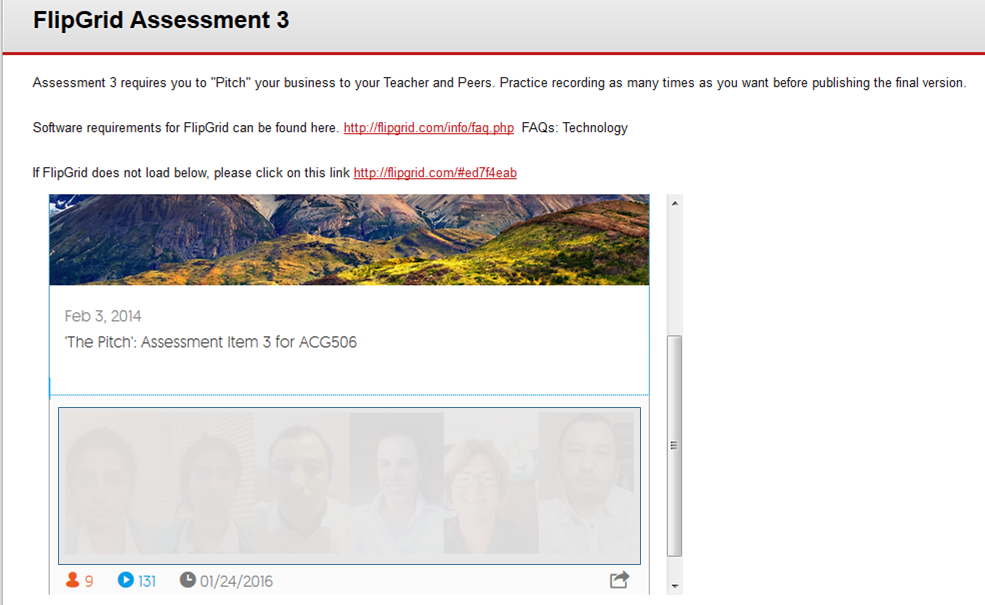 FlipGrid Assessment 3
Assessment 3 requires you to "Pitch" your business to your Teacher and Peers. Practice recording as many times as you want before publishing the final version.
Software requirements for FlipGrid can be found here. http://flipgrid.com/info/faq.php FAQs: Technology
If FlipGrid does not load below, please click on this link http://flipgrid.com/#ed7f4eab
Feb 3, 2014
'The Pitch': Assessment Item 3 for ACG506
9 131 01/24/2016